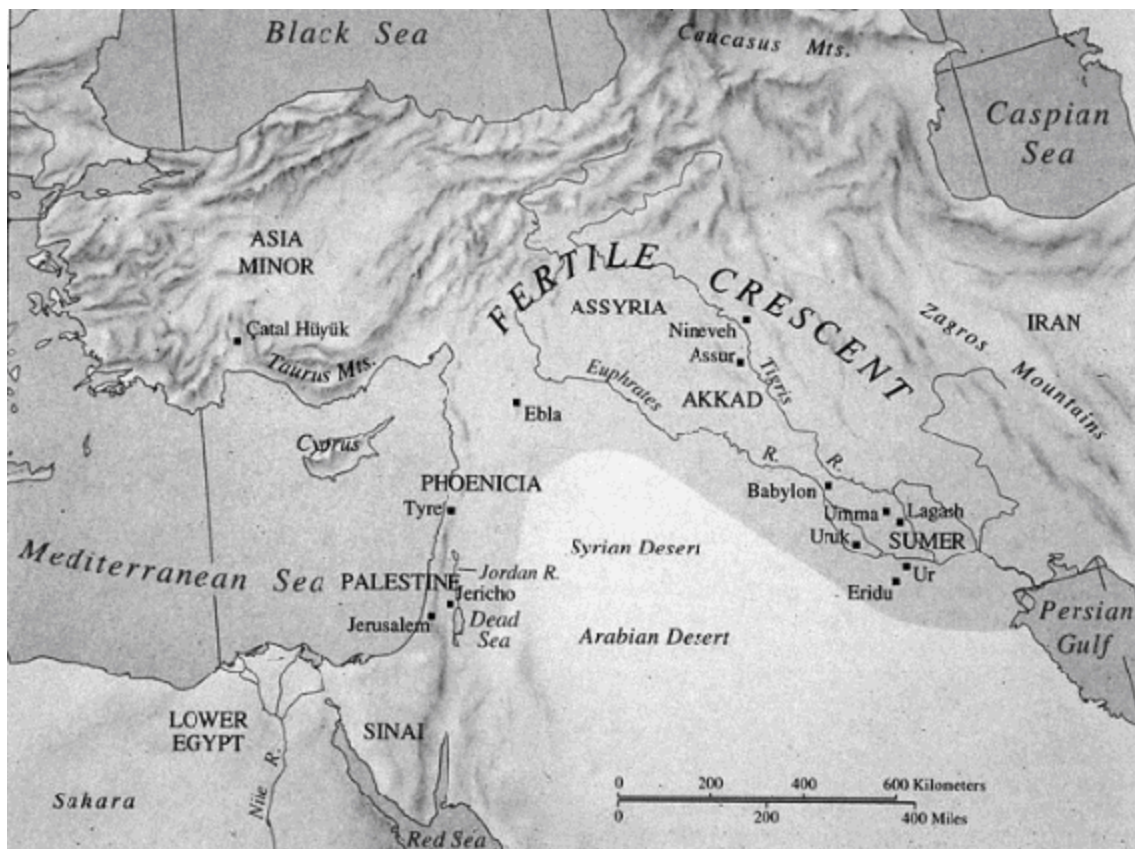 Black Sea
Caucasus Mts.
Caspian
Sea
ASIA
MINOR
FERTILE CRESCENT
ASSYRIA
Nineveh
Zagros Mountains
IRAN
Çatal Hüyük
Taurus Mts.
Assur
Tigris R.
Euphrates R.
AKKAD
Ebla
Cyprus
PHOENICIA
Tyre
Babylon
Umma
Lagash
Uruk
SUMER
Syrian Desert
Mediterranean Sea
PALESTINE
Jordan R.
Jericho
Ur
Eridu
Jerusalem
Dead
Sea
Arabian Desert
Persian
Gulf
LOWER
EGYPT
SINAI
Nile R.
Sahara
Red Sea
0 200 400 600 Kilometers
0 200 400 Miles